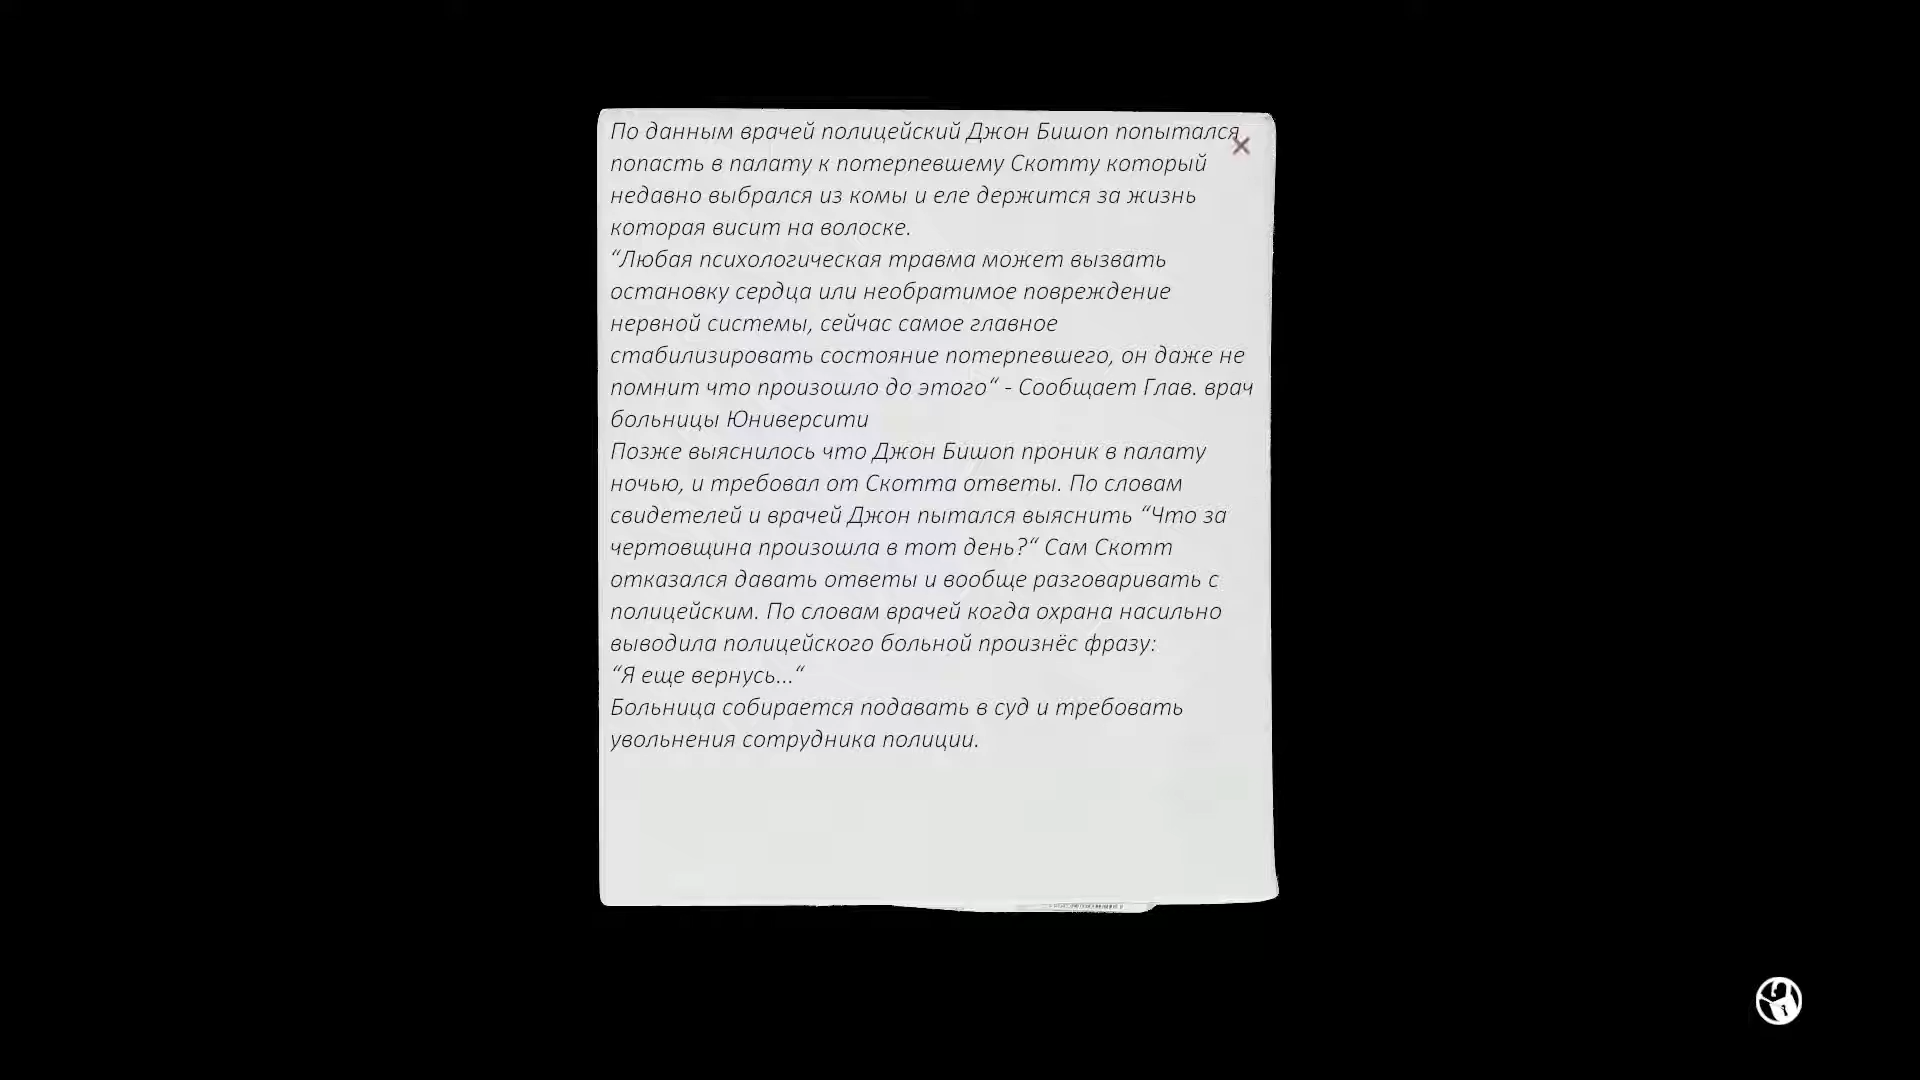 По данным врачей полицейский Джон Бишоп попытался
попасть в палату к потерпевшему Скотту который
недавно выбрался из комы и еле держится за жизнь
которая висит на волоске.
“Любая психологическая травма может вызвать
остановку сердца или необратимое повреждение
нервной системы, сейчас самое главное
стабилизировать состояние потерпевшего, он даже не
помнит что произошло до этого“ - Сообщает Глав. врач
больницы Юниверсити
Позже выяснилось что Джон Бишоп проник в палату
ночью, и требовал от Скотта ответы. По словам
свидетелей и врачей Джон пытался выяснить “Что за
чертовщина произошла в тот день?“ Сам Скотт
отказался давать ответы и вообще разговаривать с
полицейским. По словам врачей когда охрана насильно
выводила полицейского больной произнёс фразу:
“Я еще вернусь...“
Больница собирается подавать в суд и требовать
увольнения сотрудника полиции.